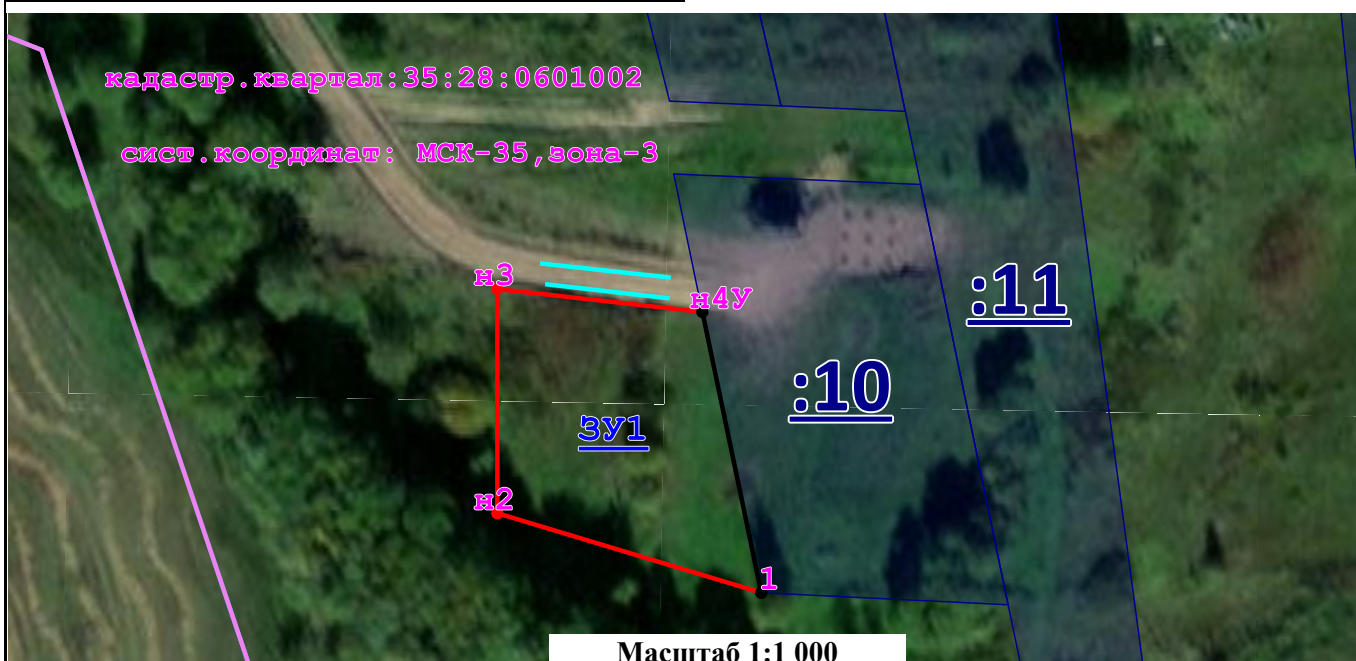 кадастр.квартал:35:28:0601002
сист.координат: МСК-35,зона-3
н3
н4У
:11
:10
ЗУ1
н2
1
Масштаб 1:1 000